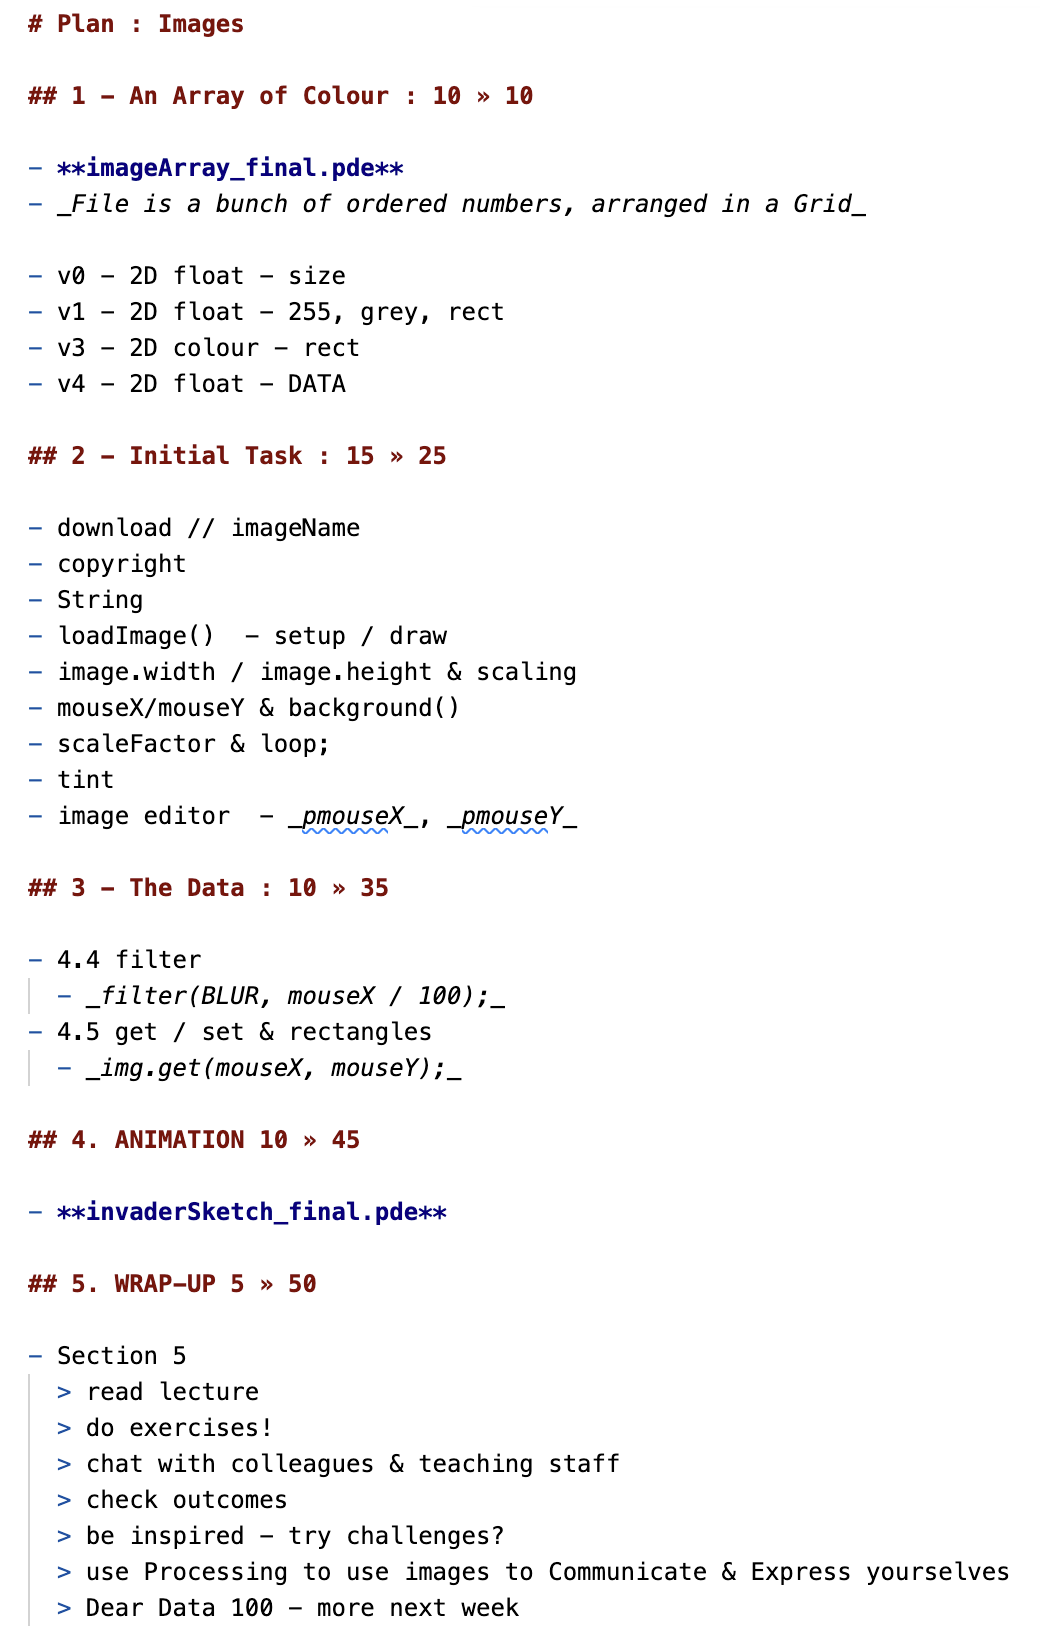 # Plan : Images
## 1 - An Array of Colour : 10 » 10
- **imageArray_final.pde**
- _File is a bunch of ordered numbers, arranged in a Grid_
- v0 - 2D float - size
- v1 - 2D float - 255, grey, rect
- v3 - 2D colour - rect
- v4 - 2D float - DATA
## 2 - Initial Task : 15 » 25
- download // imageName
- copyright
- String
- loadImage()  - setup / draw
- image.width / image.height & scaling
- mouseX/mouseY & background()
- scaleFactor & loop;
- tint
- image editor  - _pmouseX_, _pmouseY_
## 3 - The Data : 10 » 35
- 4.4 filter
  - _filter(BLUR, mouseX / 100);_
- 4.5 get / set & rectangles
  - _img.get(mouseX, mouseY);_
## 4. ANIMATION 10 » 45
- **invaderSketch_final.pde**
## 5. WRAP-UP 5 » 50
- Section 5
  > read lecture
  > do exercises!
  > chat with colleagues & teaching staff
  > check outcomes
  > be inspired - try challenges?
  > use Processing to use images to Communicate & Express yourselves
  > Dear Data 100 - more next week